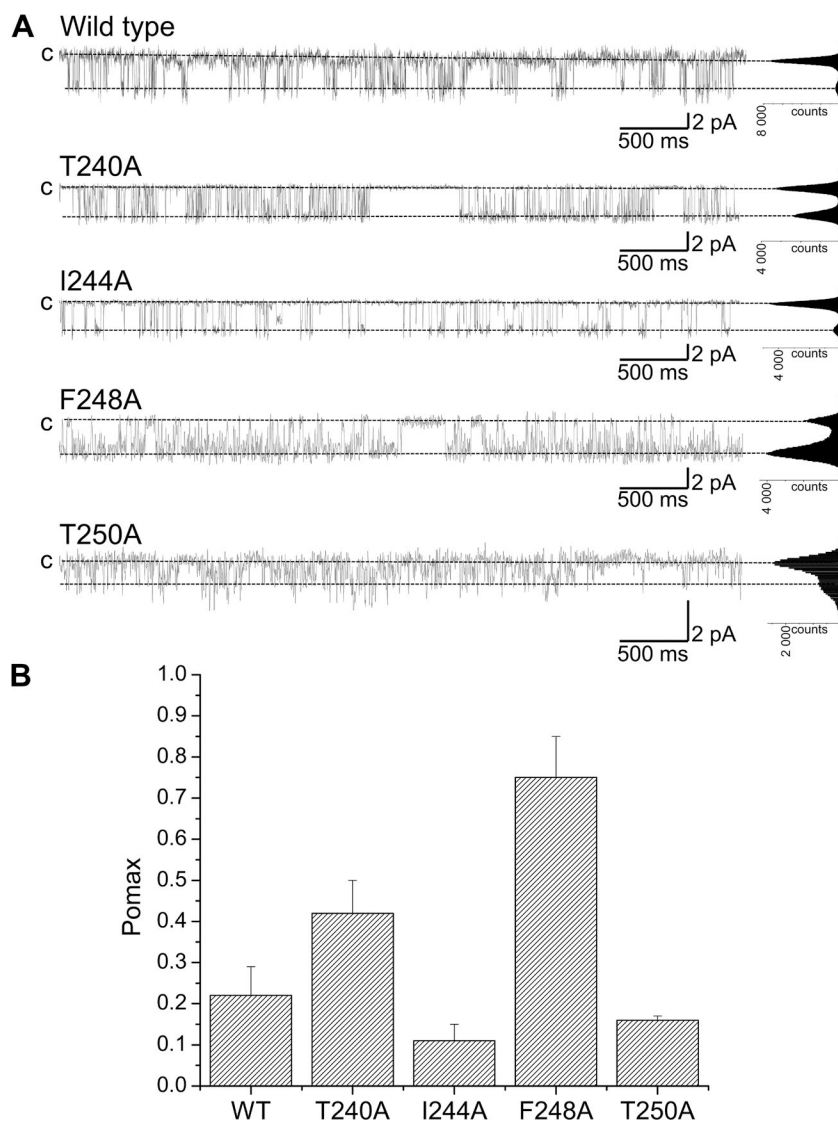 A
Wild type
c
2 pA
500 ms
8 000
counts
T240A
c
2 pA
500 ms
4 000
counts
I244A
c
2 pA
500 ms
4 000
counts
F248A
c
2 pA
500 ms
4 000
counts
T250A
c
2 pA
500 ms
2 000
counts
B
1.0
0.9
0.8
0.7
0.6
0.5
0.4
0.3
0.2
0.1
0.0
Pomax
WT T240A I244A F248A T250A